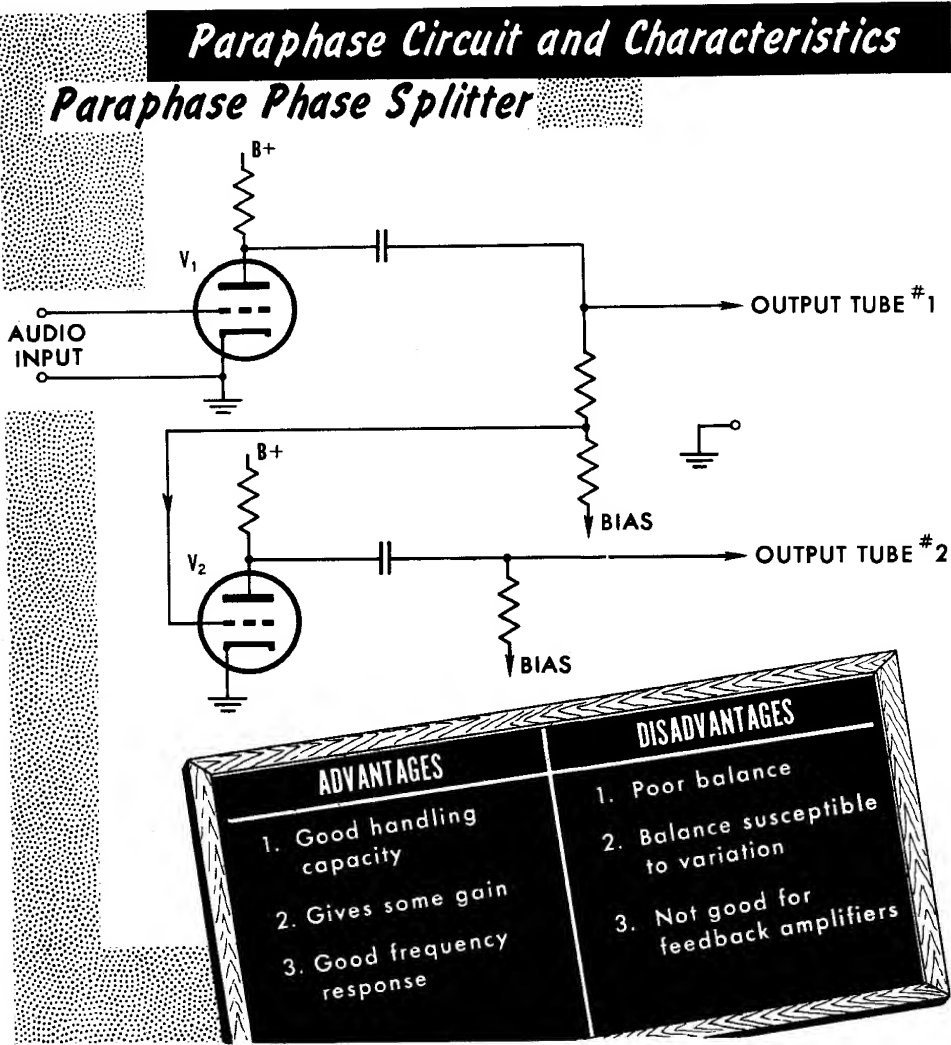 Paraphase Circuit and Characteristics
Paraphase Phase Splitter
B+
V₁
AUDIO
INPUT
OUTPUT TUBE #1
B+
BIAS
V₂
OUTPUT TUBE #2
BIAS
ADVANTAGES
1. Good handling
capacity
2. Gives some gain
3. Good frequency
response
DISADVANTAGES
1. Poor balance
2. Balance susceptible
to variation
3. Not good for
feedback amplifiers